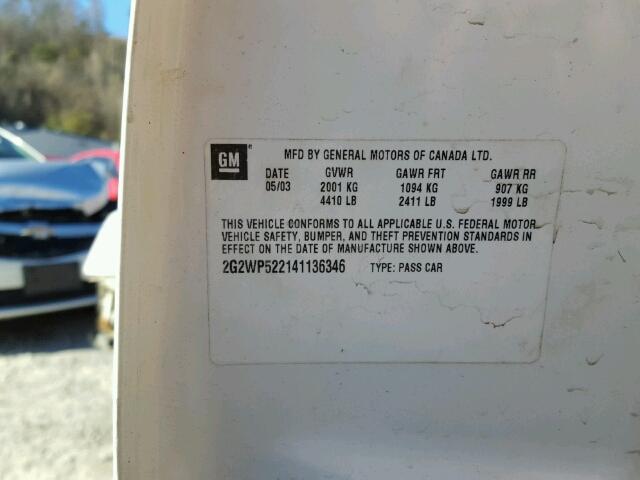 GM ®
MFD BY GENERAL MOTORS OF CANADA LTD.
DATE GVWR GAWR FRT GAWR RR
05/03 2001 KG 1094 KG 907 KG
4410 LB 2411 LB 1999 LB
THIS VEHICLE CONFORMS TO ALL APPLICABLE U.S. FEDERAL MOTOR
VEHICLE SAFETY, BUMPER, AND THEFT PREVENTION STANDARDS IN
EFFECT ON THE DATE OF MANUFACTURE SHOWN ABOVE.
2G2WP522141136346 TYPE: PASS CAR